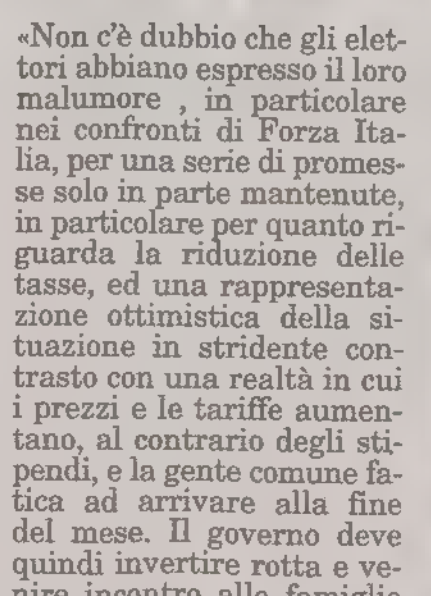 «Non c'è dubbio che gli elet-
tori abbiano espresso il loro
malumore , in particolare
nei confronti di Forza Ita-
lia, per una serie di promes-
se solo in parte mantenute,
in particolare per quanto ri-
guarda la riduzione delle
tasse, ed una rappresenta-
zione ottimistica della si-
tuazione in stridente con-
trasto con una realtà in cui
i prezzi e le tariffe aumen-
tano, al contrario degli sti-
pendi, e la gente comune fa-
tica ad arrivare alla fine
del mese. Il governo deve
quindi invertire rotta e ve-
nire incontro alle famiglie